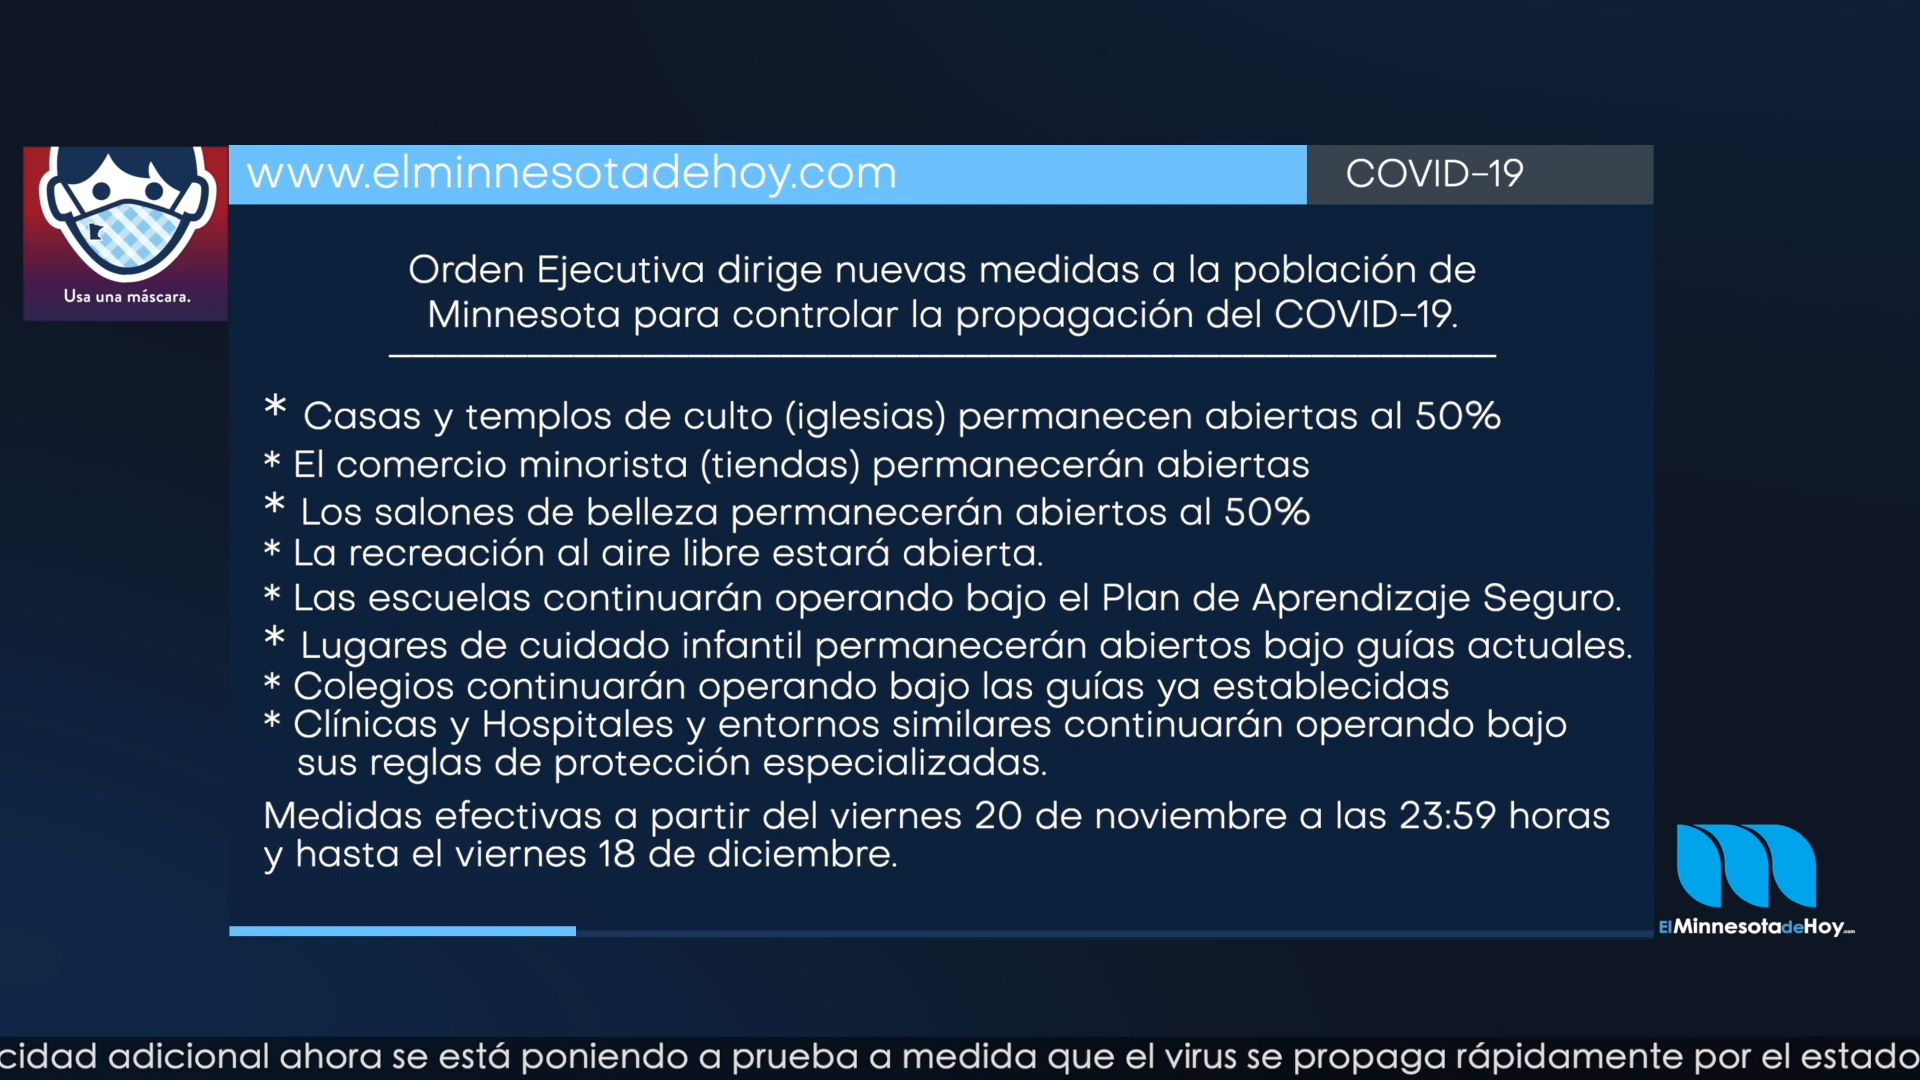 www.elminnesotadehoy.com
COVID-19
Usa una máscara.
Orden Ejecutiva dirige nuevas medidas a la población de
Minnesota para controlar la propagación del COVID-19.
* Casas y templos de culto (iglesias) permanecen abiertas al 50%
* El comercio minorista (tiendas) permanecerán abiertas
* Los salones de belleza permanecerán abiertos al 50%
* La recreación al aire libre estará abierta.
* Las escuelas continuarán operando bajo el Plan de Aprendizaje Seguro.
* Lugares de cuidado infantil permanecerán abiertos bajo guías actuales.
* Colegios continuarán operando bajo las guías ya establecidas
* Clínicas y Hospitales y entornos similares continuarán operando bajo
sus reglas de protección especializadas.
Medidas efectivas a partir del viernes 20 de noviembre a las 23:59 horas
y hasta el viernes 18 de diciembre.
ElMinnesotadeHoy.com
cidad adicional ahora se está poniendo a prueba a medida que el virus se propaga rápidamente por el estado